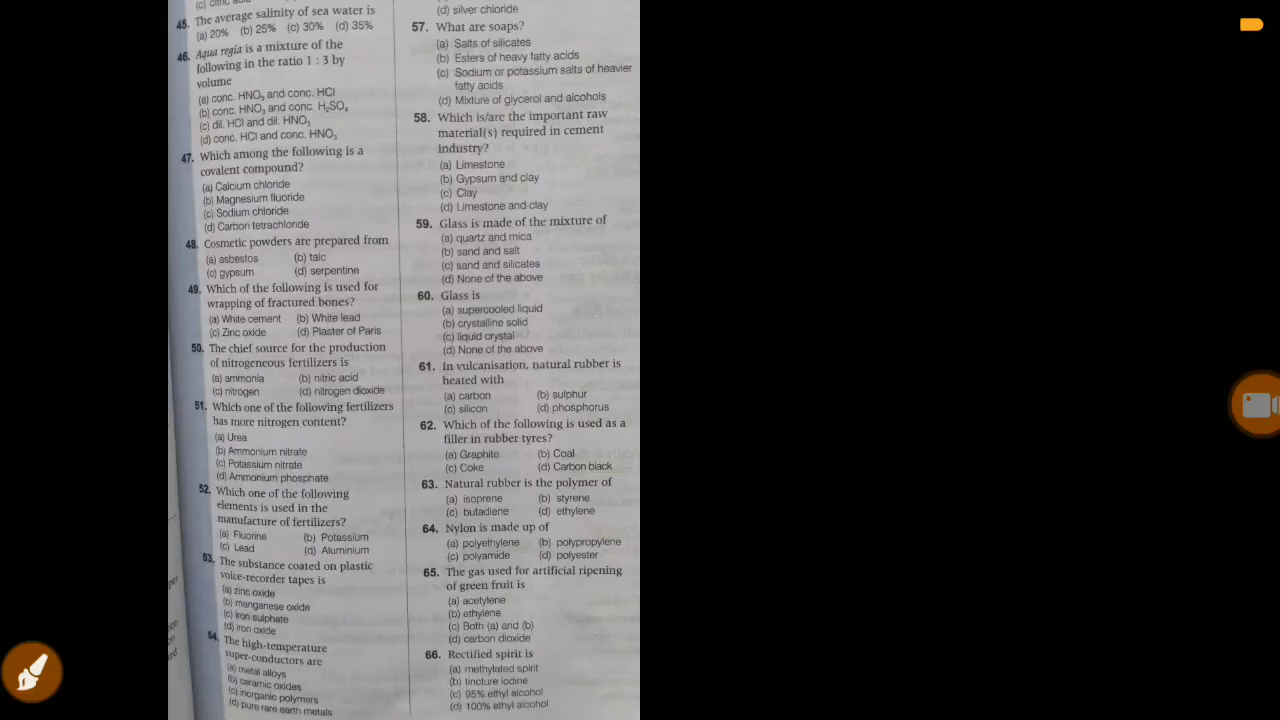 (c) citric acid
45. The average salinity of sea water is
(a) 20% (b) 25% (c) 30% (d) 35%
46. Aqua regia is a mixture of the
following in the ratio 1 : 3 by
volume
(a) conc. HNO₃ and conc. HCl
(b) conc. HNO₃ and conc. H₂SO₄
(c) dil. HCl and dil. HNO₃
(d) conc. HCl and conc. HNO₃
47. Which among the following is a
covalent compound?
(a) Calcium chloride
(b) Magnesium fluoride
(c) Sodium chloride
(d) Carbon tetrachloride
48. Cosmetic powders are prepared from
(a) asbestos (b) talc
(c) gypsum (d) serpentine
49. Which of the following is used for
wrapping of fractured bones?
(a) White cement (b) White lead
(c) Zinc oxide (d) Plaster of Paris
50. The chief source for the production
of nitrogeneous fertilizers is
(a) ammonia (b) nitric acid
(c) nitrogen (d) nitrogen dioxide
51. Which one of the following fertilizers
has more nitrogen content?
(a) Urea
(b) Ammonium nitrate
(c) Potassium nitrate
(d) Ammonium phosphate
52. Which one of the following
elements is used in the
manufacture of fertilizers?
(a) Fluorine (b) Potassium
(c) Lead (d) Aluminium
53. The substance coated on plastic
voice-recorder tapes is
(a) zinc oxide
(b) manganese oxide
(c) iron sulphate
(d) iron oxide
54. The high-temperature
super-conductors are
(a) metal alloys
(b) ceramic oxides
(c) inorganic polymers
(d) pure rare earth metals
(d) silver chloride
57. What are soaps?
(a) Salts of silicates
(b) Esters of heavy fatty acids
(c) Sodium or potassium salts of heavier
fatty acids
(d) Mixture of glycerol and alcohols
58. Which is/are the important raw
material(s) required in cement
industry?
(a) Limestone
(b) Gypsum and clay
(c) Clay
(d) Limestone and clay
59. Glass is made of the mixture of
(a) quartz and mica
(b) sand and salt
(c) sand and silicates
(d) None of the above
60. Glass is
(a) supercooled liquid
(b) crystalline solid
(c) liquid crystal
(d) None of the above
61. In vulcanisation, natural rubber is
heated with
(a) carbon (b) sulphur
(c) silicon (d) phosphorus
62. Which of the following is used as a
filler in rubber tyres?
(a) Graphite (b) Coal
(c) Coke (d) Carbon black
63. Natural rubber is the polymer of
(a) isoprene (b) styrene
(c) butadiene (d) ethylene
64. Nylon is made up of
(a) polyethylene (b) polypropylene
(c) polyamide (d) polyester
65. The gas used for artificial ripening
of green fruit is
(a) acetylene
(b) ethylene
(c) Both (a) and (b)
(d) carbon dioxide
66. Rectified spirit is
(a) methylated spirit
(b) tincture iodine
(c) 95% ethyl alcohol
(d) 100% ethyl alcohol